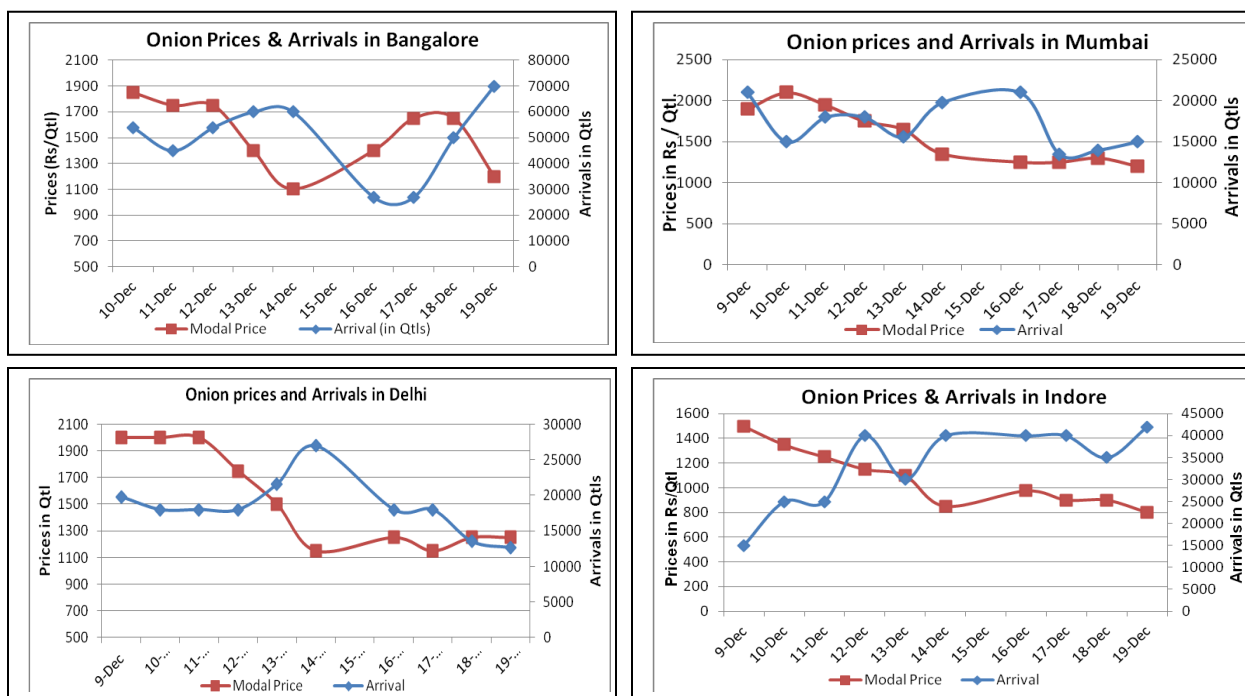 Onion Prices & Arrivals in Bangalore
Prices (Rs/Qtl)
2100
1900
1700
1500
1300
1100
900
700
500
80000
70000
60000
50000
40000
30000
20000
10000
0
Arrivals in Qtls
10-Dec
11-Dec
12-Dec
13-Dec
14-Dec
15-Dec
16-Dec
17-Dec
18-Dec
19-Dec
Modal Price
Arrival (in Qtls)
Onion prices and Arrivals in Mumbai
Prices in Rs / Qtl.
2500
2000
1500
1000
500
0
25000
20000
15000
10000
5000
0
Arrivals in Qtls
9-Dec
10-Dec
11-Dec
12-Dec
13-Dec
14-Dec
15-Dec
16-Dec
17-Dec
18-Dec
19-Dec
Modal Price
Arrival
Onion prices and Arrivals in Delhi
Prices in Qtl
2100
1900
1700
1500
1300
1100
900
700
500
30000
25000
20000
15000
10000
5000
0
Arrivals in Qtls
9-Dec
10-...
11-...
12-...
13-...
14-...
15-...
16-...
17-...
18-...
19-...
Modal Price
Arrival
Onion Prices & Arrivals in Indore
Prices in Rs/Qtl
1600
1400
1200
1000
800
600
400
200
0
45000
40000
35000
30000
25000
20000
15000
10000
5000
0
Arrivals in Qtls
9-Dec
10-Dec
11-Dec
12-Dec
13-Dec
14-Dec
15-Dec
16-Dec
17-Dec
18-Dec
19-Dec
Modal Price
Arrival